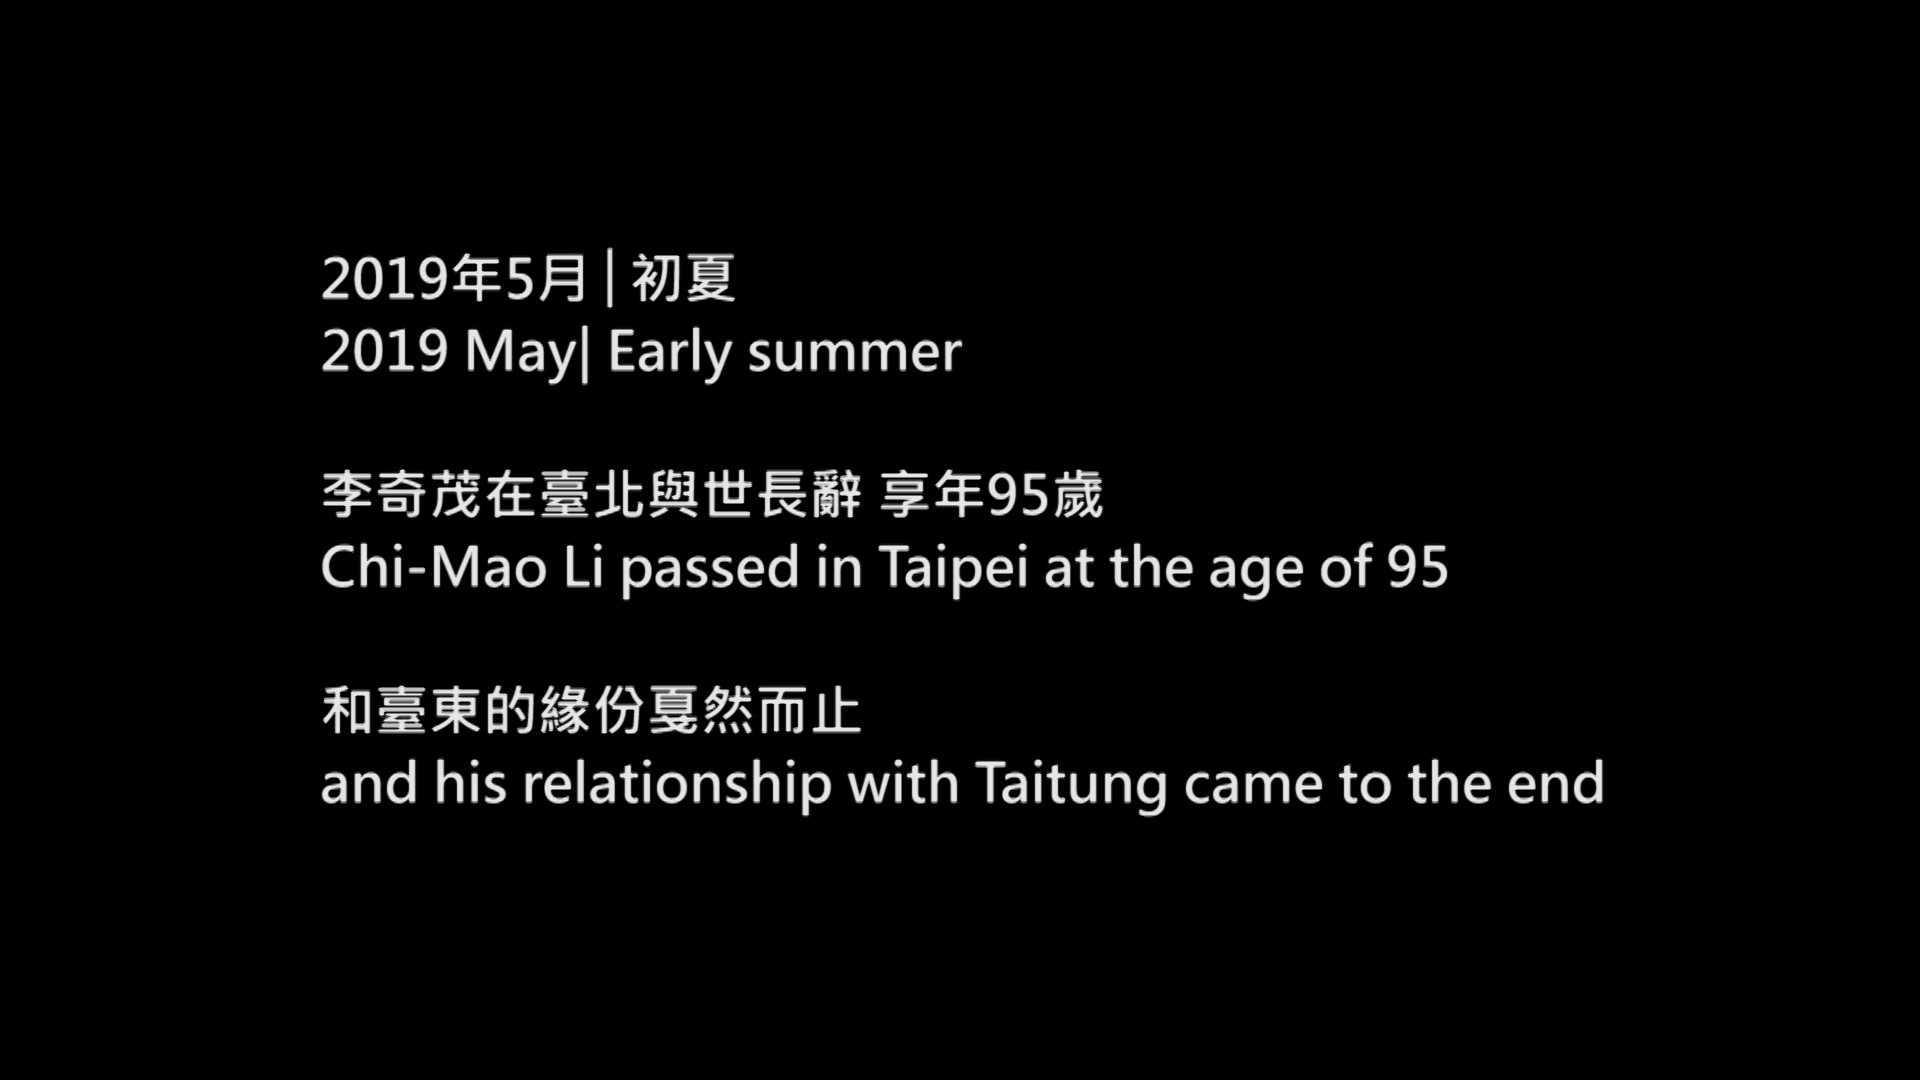 2019年5月│初夏
2019 May| Early summer
李奇茂在臺北與世長辭 享年95歲
Chi-Mao Li passed in Taipei at the age of 95
和臺東的緣份戛然而止
and his relationship with Taitung came to the end